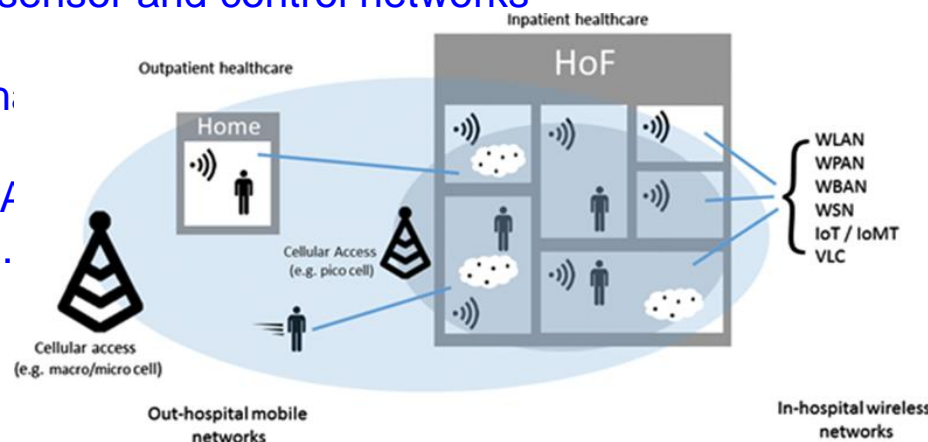 sensor and control networks
Inpatient healthcare
HoF
Outpatient healthcare
Home
WLAN
WPAN
WBAN
WSN
IoT / IoMT
VLC
Cellular Access
(e.g. pico cell)
Cellular access
(e.g. macro/micro cell)
Out-hospital mobile
networks
In-hospital wireless
networks